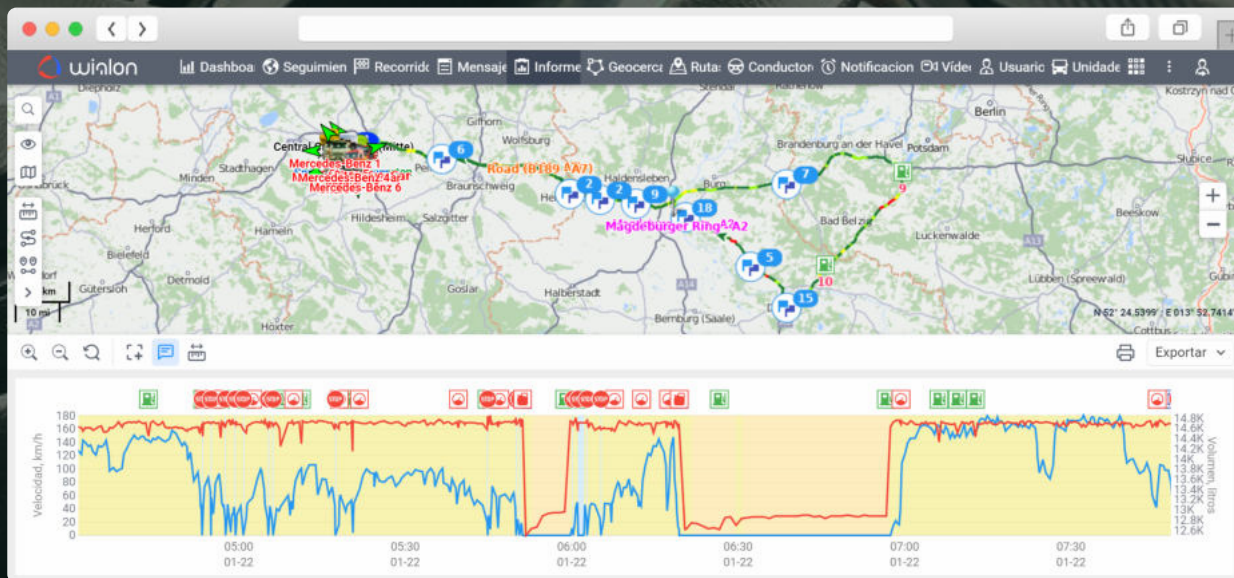 wialon
Dashboa
Seguimien
Recorrido
Mensaje
Informe
Geocerca
Ruta:
Conductor
Notificacion
Video
Usuario
Unidade
Diepholz
Stendal
Rathenow
Kostrzyn nad O
Berlin
Gifhorn
Wolfsburg
Brandenburg an der Havel
Potsdam
Słubice
Stadthagen
Minden
Mercedes-Benz 1
Mercedes-Benz 6
6
Braunschweig
Road (B189 ^A7)
2
2
9
Haldensleben
Burg
7
9
18
Magdeburger Ring^A2
Hildesheim
Salzgitter
Herford
Hameln
Bad Belzig
Luckenwalde
Beeskow
Bielefeld
5
10
Lübben (Spreewald)
Gütersloh
Detmold
Goslar
Halberstadt
A14
15
Bernburg (Saale)
km
10 mi
Höxter
N 52° 24.5399' : E 013° 52.7414'
Cottbus
Exportar
Velocidad, km/h
180
160
140
120
100
80
60
40
20
0
14.8K
14.6K
14.4K
14.2K
14K
13.8K
13.6K
13.4K
13.2K
13K
12.8K
12.6K
Volumen, litros
05:00
05:30
06:00
06:30
07:00
07:30
01-22
01-22
01-22
01-22
01-22
01-22